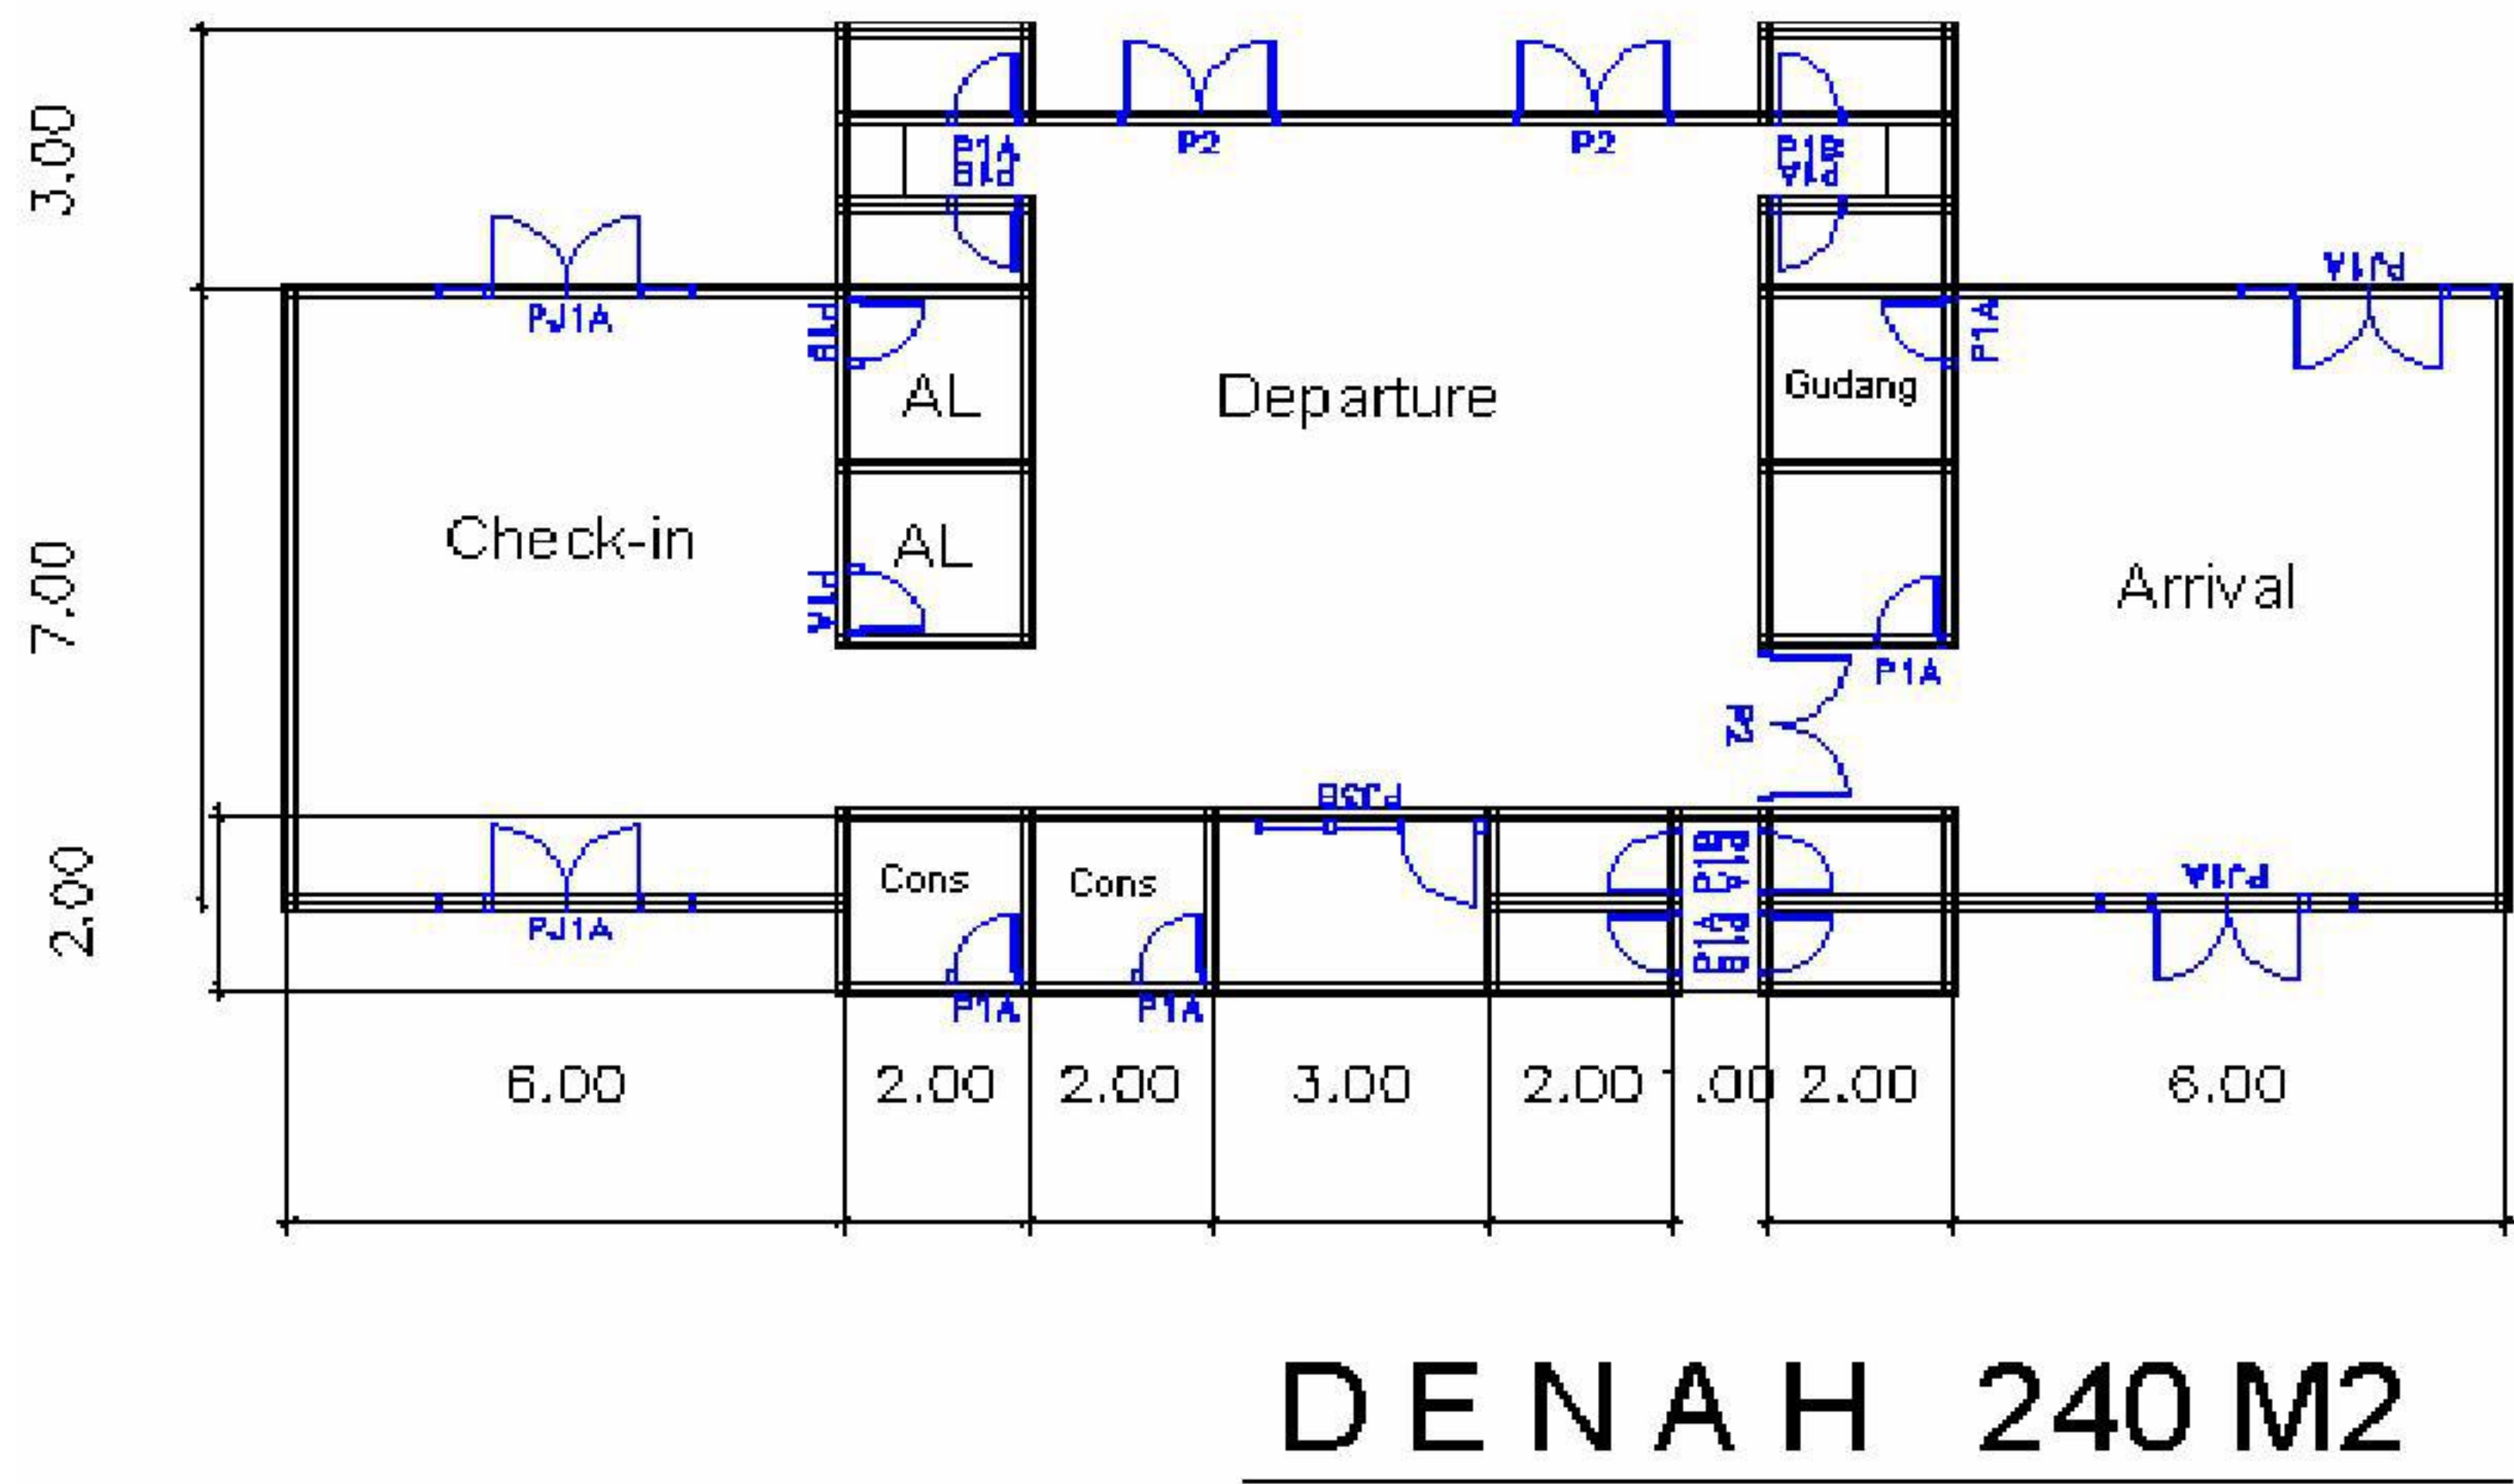 3.00
P1A
P1B
P2
P2
P1B
P1A
PJ1A
PJ1A
P1B
P1A
AL
Departure
Gudang
7.00
Check-in
AL
Arrival
P1A
P1A
P2
PJ2B
2.00
Cons
Cons
P1B
P1A
P1A
P1B
PJ1A
PJ1A
P1A
P1A
6.00
2.00
2.00
3.00
2.00
1.00
2.00
6.00
DENAH 240 M2